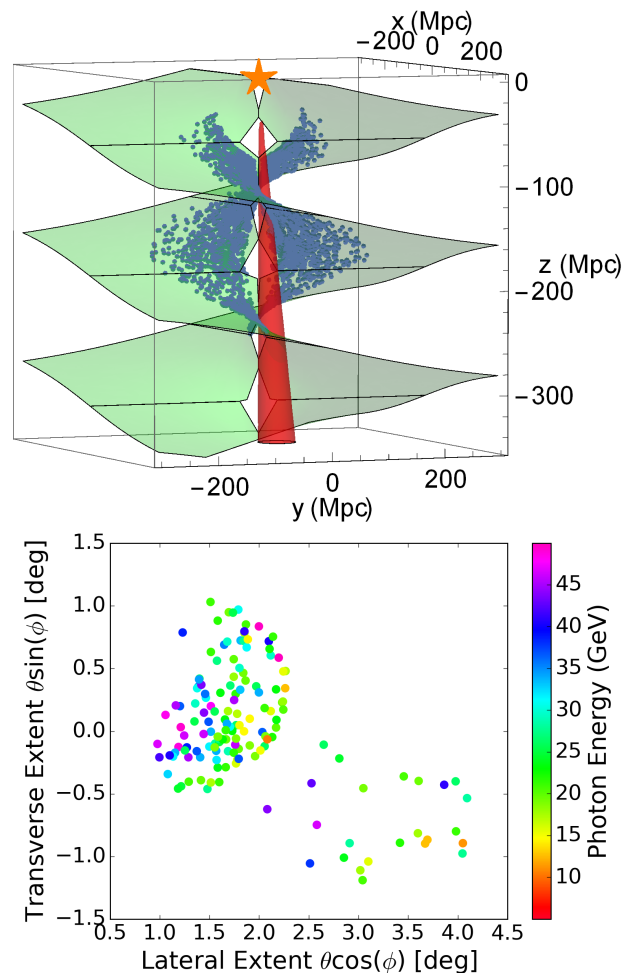 x (Mpc)
−200 0 200
0
−100
z (Mpc)
−200
−300
−200 0 200
y (Mpc)
Transverse Extent θsin(ϕ) [deg]
1.5
1.0
0.5
0.0
−0.5
−1.0
−1.5
0.5 1.0 1.5 2.0 2.5 3.0 3.5 4.0 4.5
Lateral Extent θcos(ϕ) [deg]
45
40
35
30
25
20
15
10
Photon Energy (GeV)